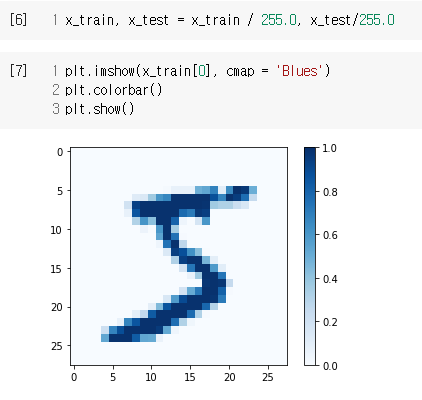 [6] 1 x_train, x_test = x_train / 255.0, x_test/255.0
[7] 1 plt.imshow(x_train[0], cmap = 'Blues')
2 plt.colorbar()
3 plt.show()
0
5
10
15
20
25
0 5 10 15 20 25
1.0
0.8
0.6
0.4
0.2
0.0